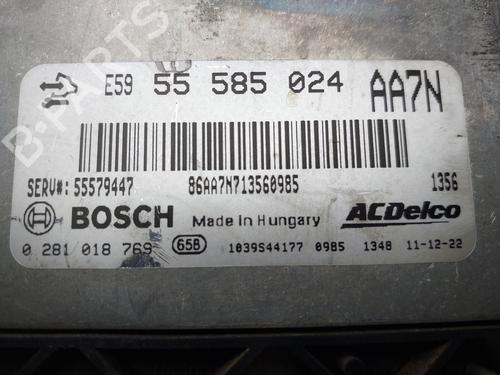 E59 55 585 024 AA7N
SERV#: 55579447 86AA7N713560985 1356
BOSCH Made in Hungary ACDelco
0 281 018 769 65B 1039S44177 0985 1348 11-12-22
B-PARTS